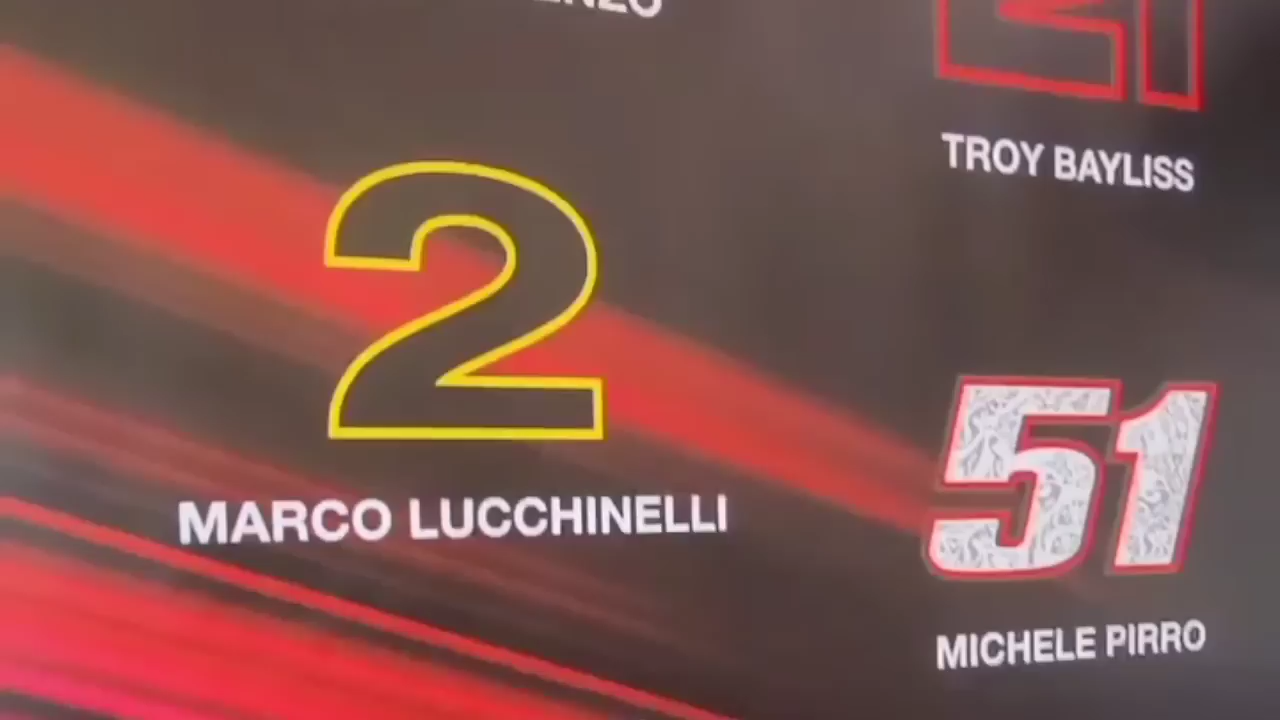 21
TROY BAYLISS
2
MARCO LUCCHINELLI
51
MICHELE PIRRO